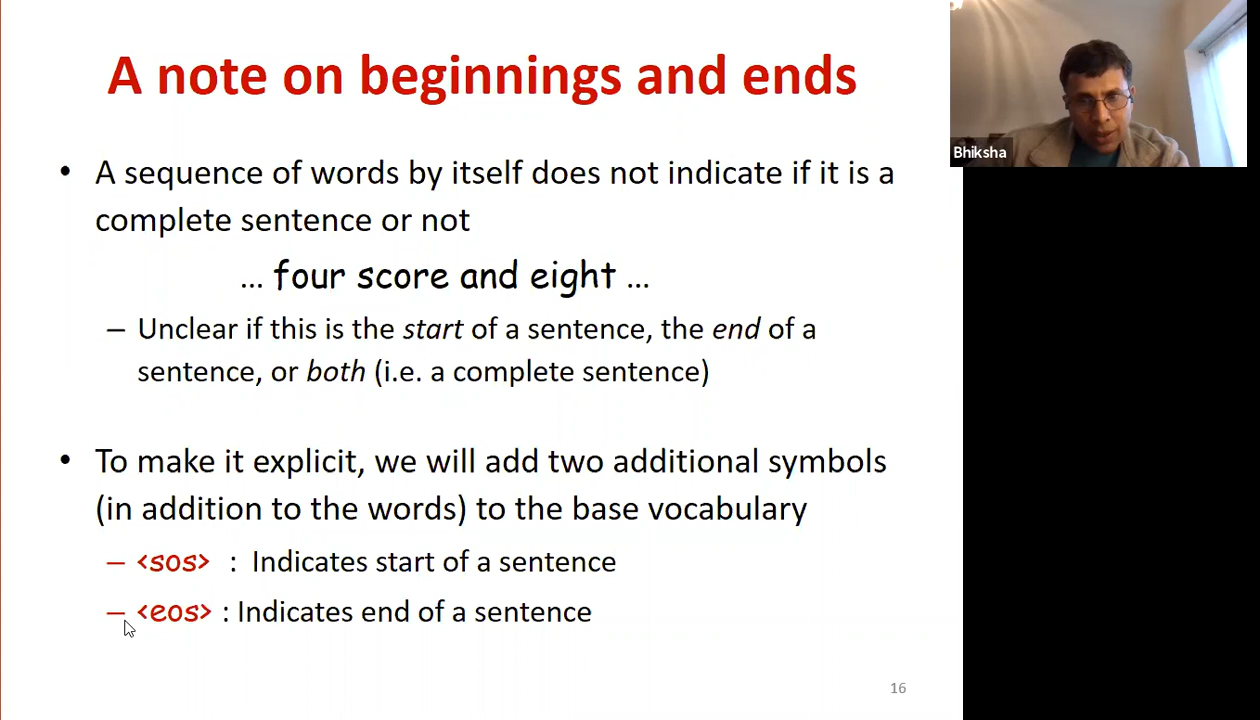 A note on beginnings and ends
• A sequence of words by itself does not indicate if it is a
complete sentence or not
... four score and eight ...
– Unclear if this is the start of a sentence, the end of a
sentence, or both (i.e. a complete sentence)
• To make it explicit, we will add two additional symbols
(in addition to the words) to the base vocabulary
– <sos> : Indicates start of a sentence
– <eos> : Indicates end of a sentence
16
Bhiksha